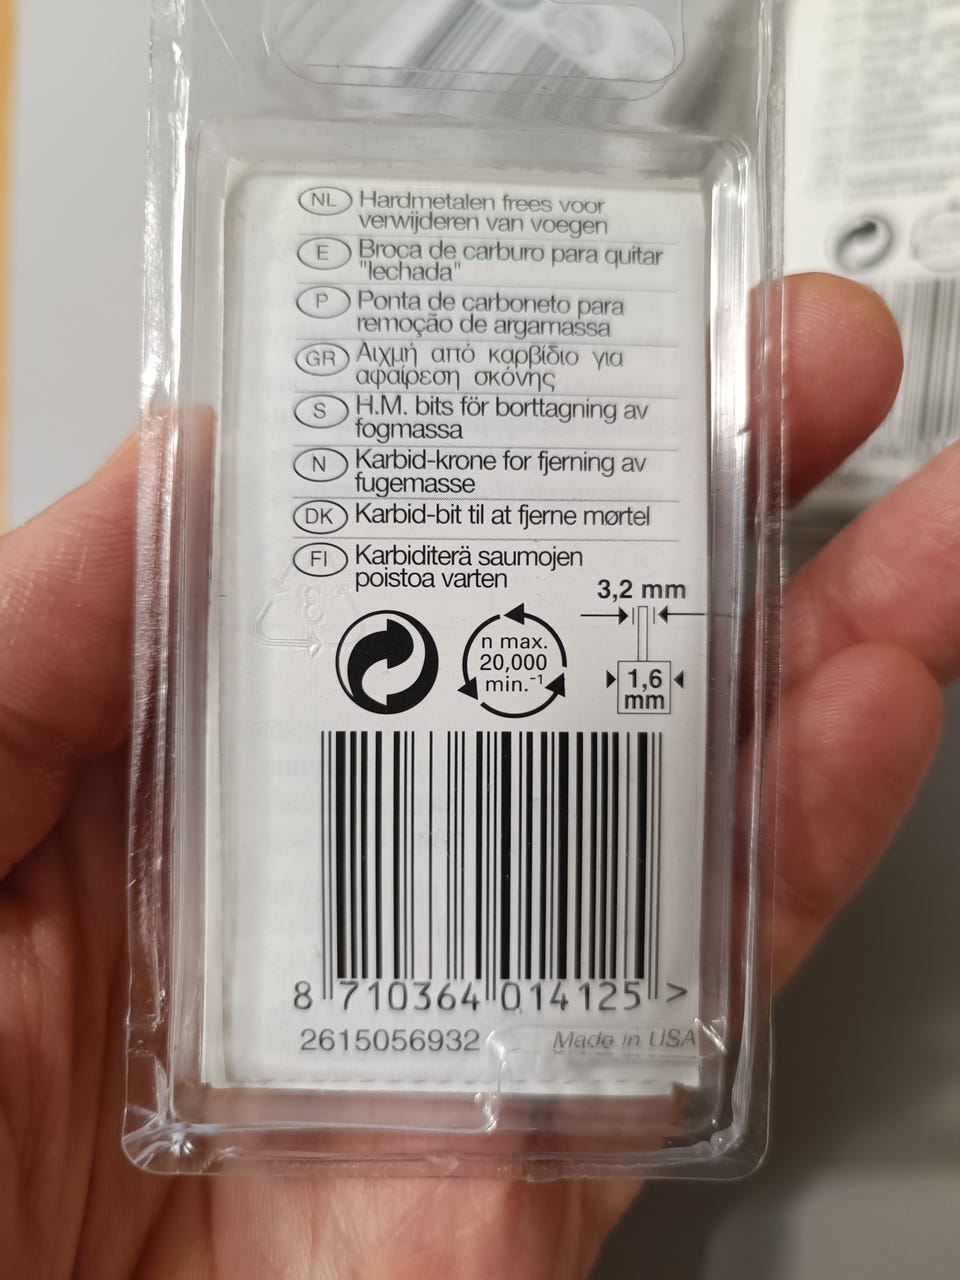 NL Hardmetalen frees voor
verwijderen van voegen
E Broca de carburo para quitar
"lechada"
P Ponta de carboneto para
remoção de argamassa
GR Αιχμή από καρβίδιο για
αφαίρεση σκόνης
S H.M. bits för borttagning av
fogmassa
N Karbid-krone for fjerning av
fugemasse
DK Karbid-bit til at fjerne mørtel
FI Karbiditerä saumojen
poistoa varten
3,2 mm
n max.
20,000
min.⁻¹
1,6
mm
8 710364 014125 >
2615056932 Made in USA